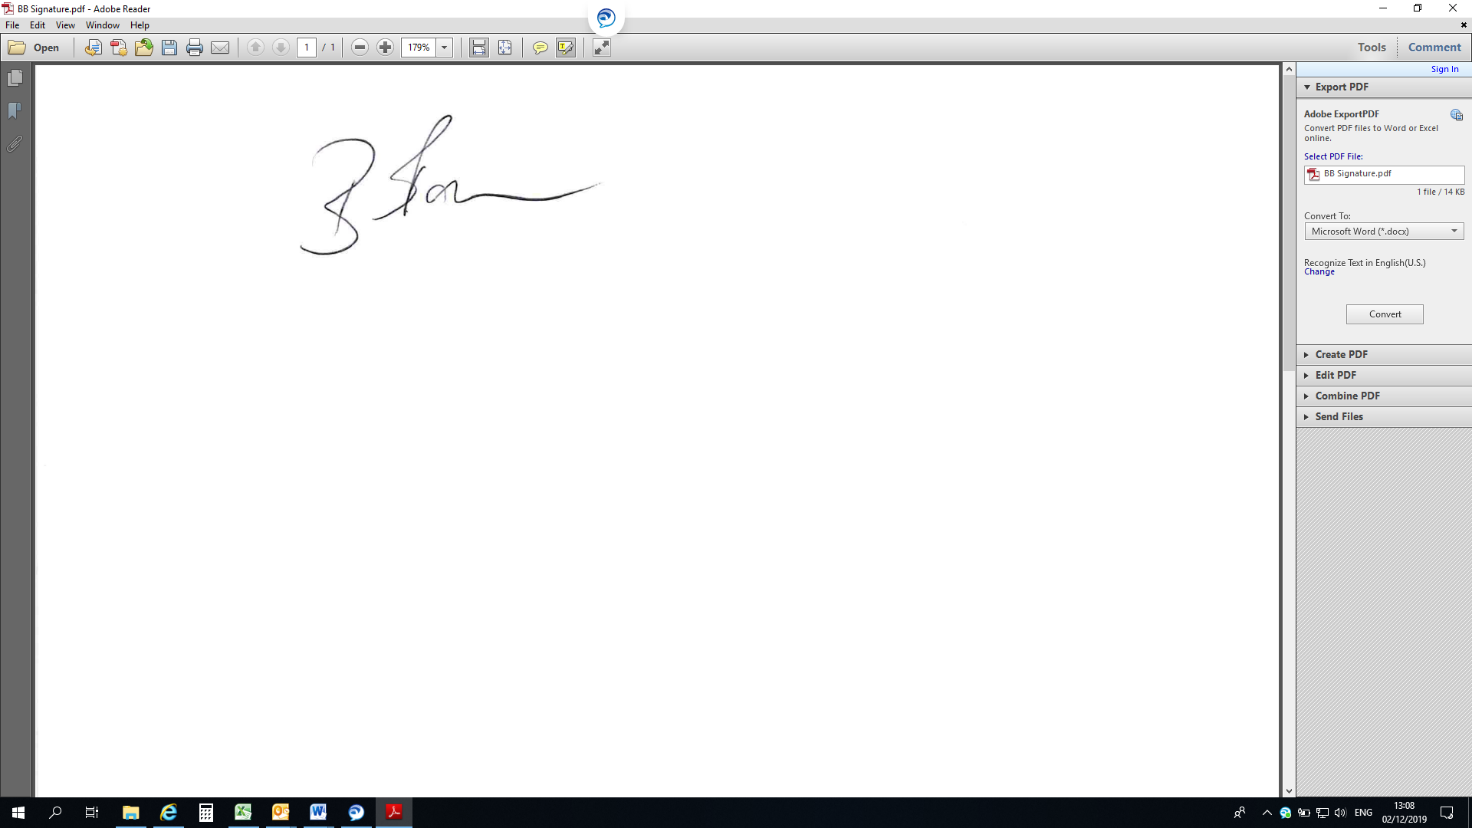 BB Signature.pdf - Adobe Reader
File Edit View Window Help
Open 1 / 1 179% Tools Comment
Sign In
Export PDF
Adobe ExportPDF
Convert PDF files to Word or Excel
online.
Select PDF File:
BB Signature.pdf
1 file / 14 KB
Convert To:
Microsoft Word (*.docx)
Recognize Text in English(U.S.)
Change
Convert
Create PDF
Edit PDF
Combine PDF
Send Files
ENG
13:08
02/12/2019